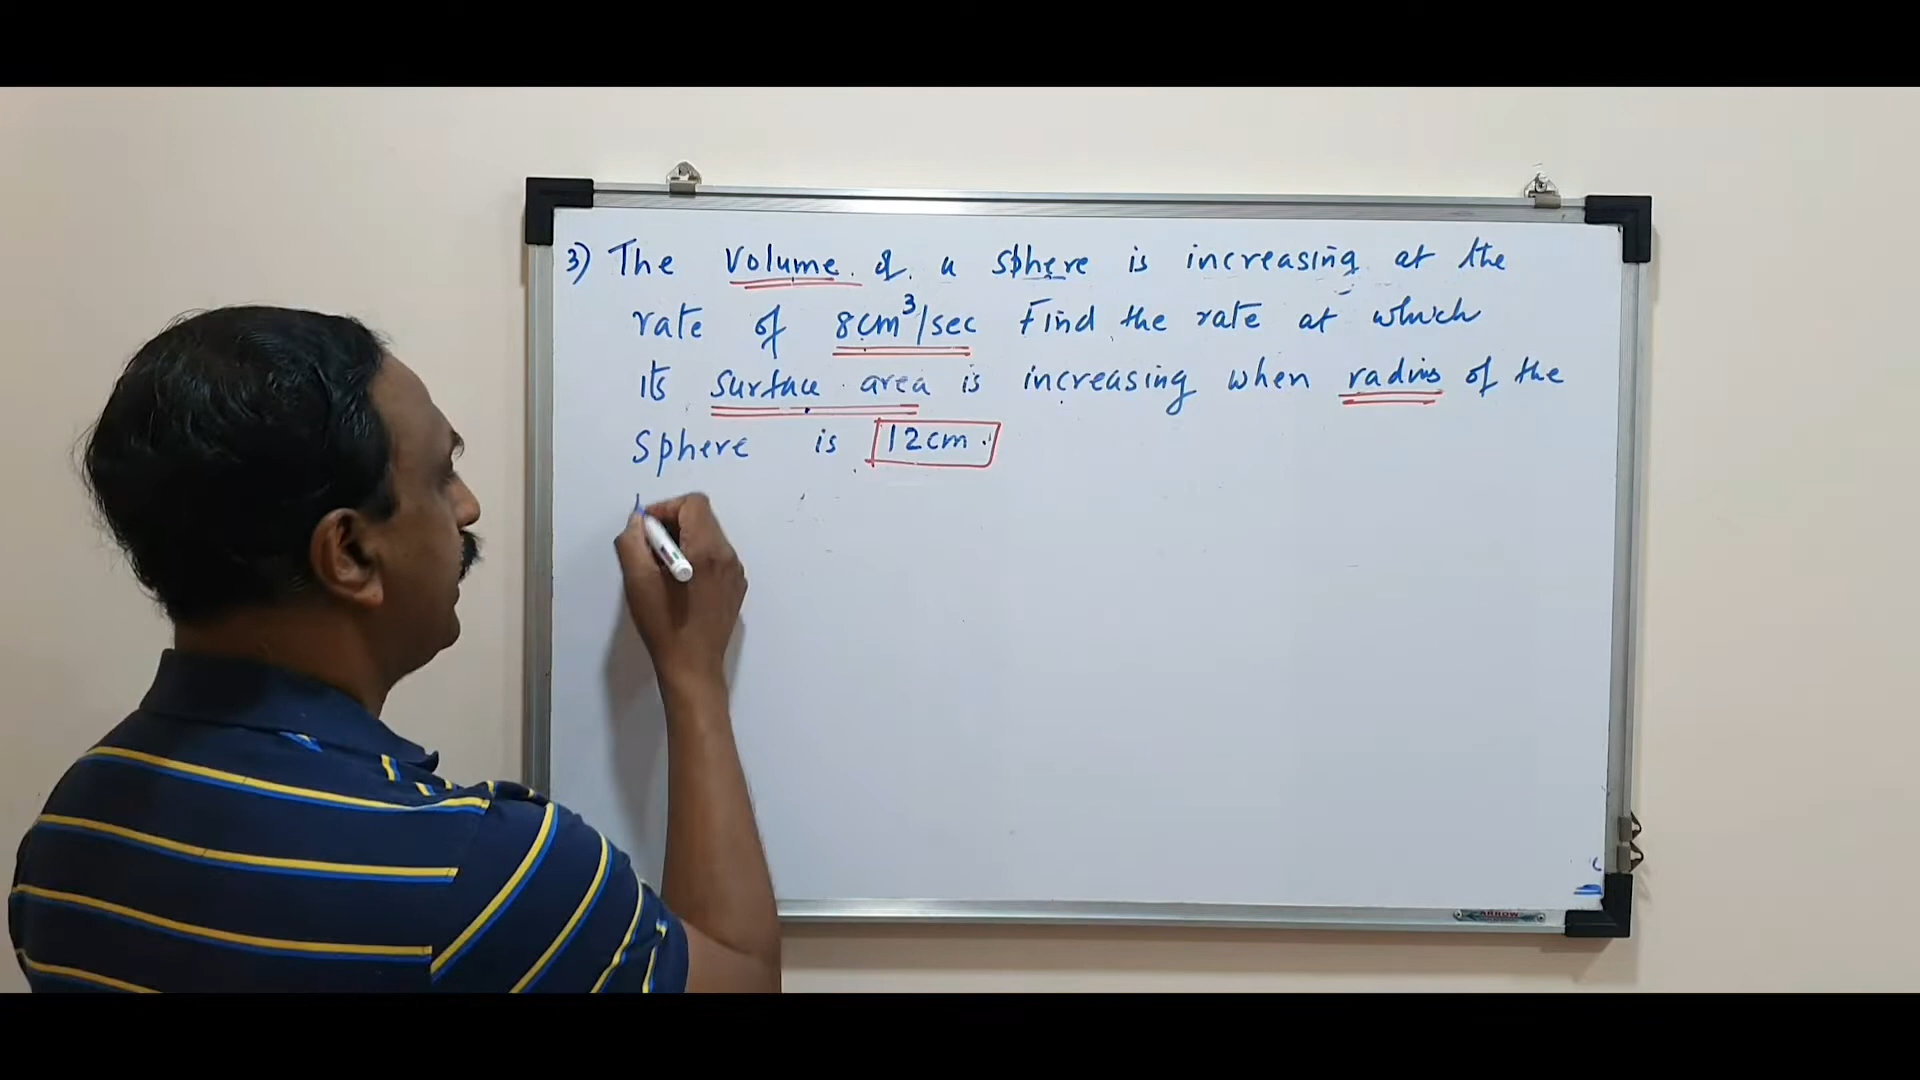 3) The volume of a sphere is increasing at the
rate of 8cm³/sec Find the rate at which
its surface area is increasing when radius of the
sphere is 12cm.
ARROW